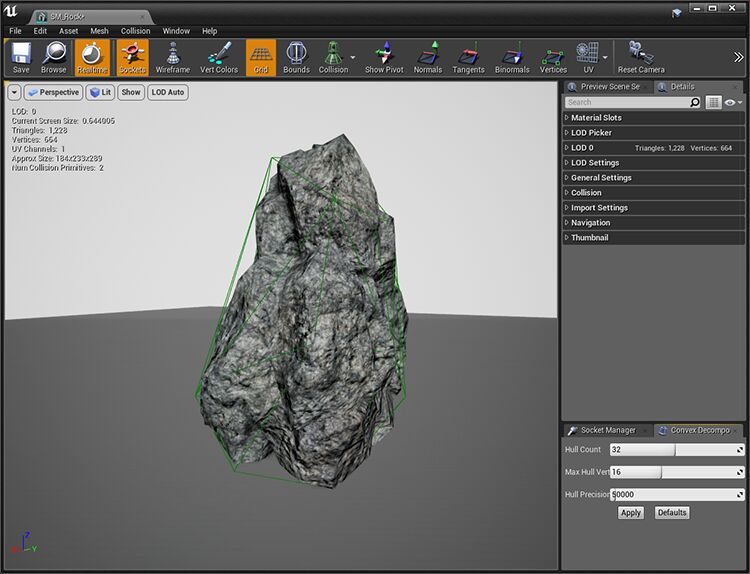 SM_Rock*
File Edit Asset Mesh Collision Window Help
Save Browse Realtime Sockets Wireframe Vert Colors Grid Bounds Collision Show Pivot Normals Tangents Binormals Vertices UV Reset Camera
Perspective Lit Show LOD Auto
LOD: 0
Current Screen Size: 0.644905
Triangles: 1,228
Vertices: 664
UV Channels: 1
Approx Size: 184x233x289
Num Collision Primitives: 2
Z
X
Y
Preview Scene Se Details
Search
Material Slots
LOD Picker
LOD 0 Triangles: 1,228 Vertices: 664
LOD Settings
General Settings
Collision
Import Settings
Navigation
Thumbnail
Socket Manager Convex Decompo
Hull Count 32
Max Hull Vert 16
Hull Precision 50000
Apply Defaults